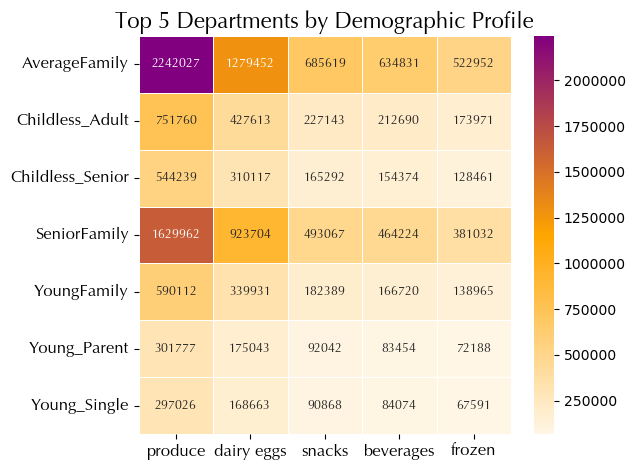 Top 5 Departments by Demographic Profile
AverageFamily 2242027 1279452 685619 634831 522952
Childless_Adult 751760 427613 227143 212690 173971
Childless_Senior 544239 310117 165292 154374 128461
SeniorFamily 1629962 923704 493067 464224 381032
YoungFamily 590112 339931 182389 166720 138965
Young_Parent 301777 175043 92042 83454 72188
Young_Single 297026 168663 90868 84074 67591
produce dairy eggs snacks beverages frozen
2000000
1750000
1500000
1250000
1000000
750000
500000
250000